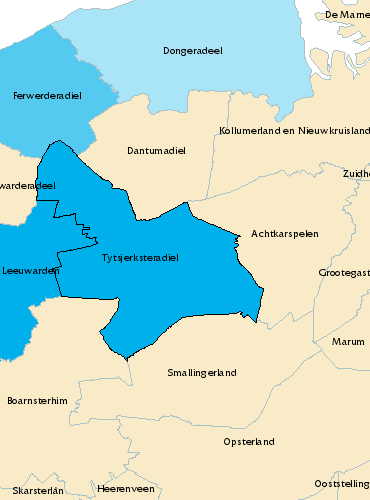 De Marne
Dongeradeel
Ferwerderadiel
Kollumerland en Nieuwkruisland
Dantumadiel
Zuidho
warderadeel
Achtkarspelen
Tytsjerksteradiel
Leeuwarden
Grootegast
Marum
Smallingerland
Boarnsterhim
Opsterland
Skarsterlân
Heerenveen
Ooststelling